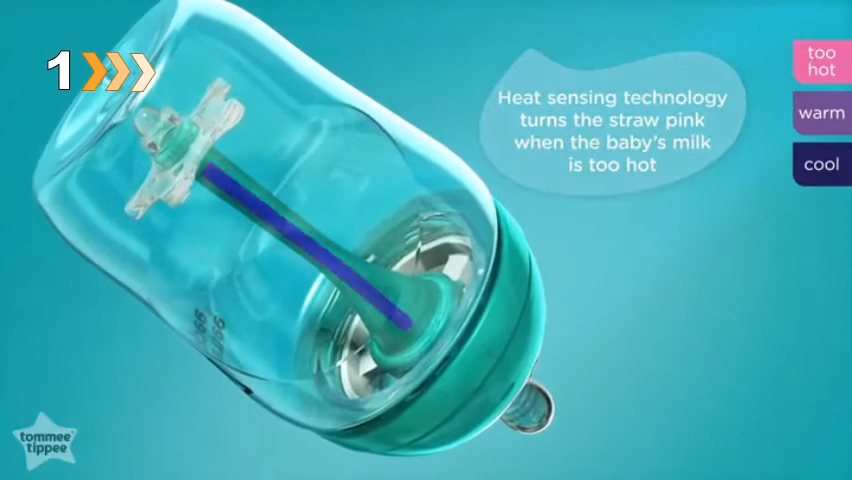 1
Heat sensing technology
turns the straw pink
when the baby's milk
is too hot
too
hot
warm
cool
tommee
tippee